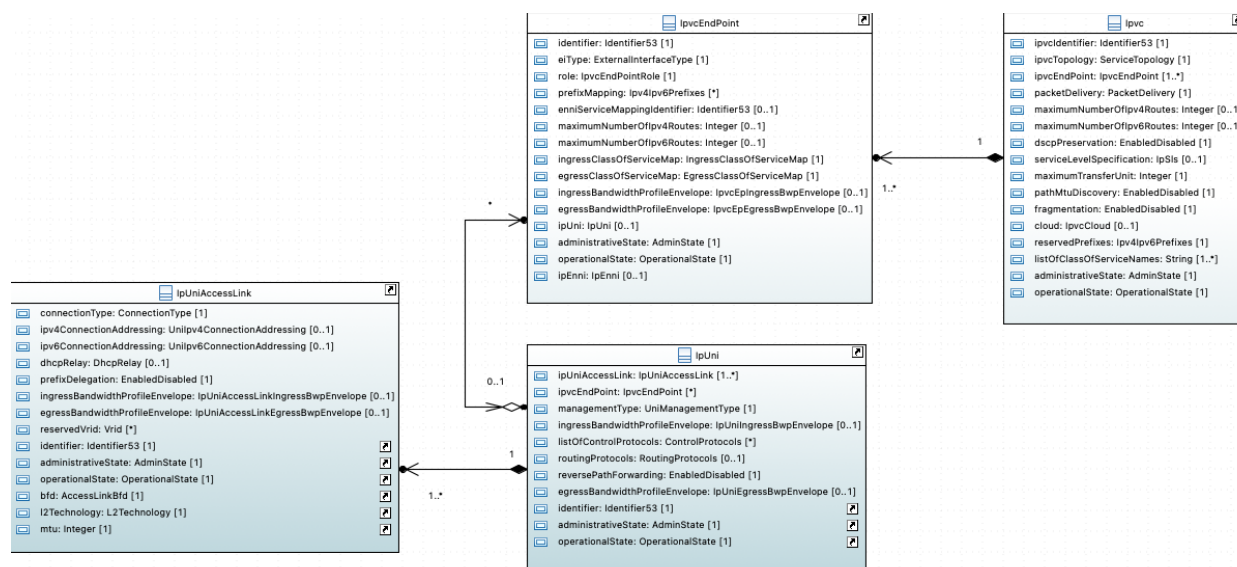 IpvcEndPoint
identifier: Identifier53 [1]
eiType: ExternalInterfaceType [1]
role: IpvcEndPointRole [1]
prefixMapping: Ipv4Ipv6Prefixes [*]
enniServiceMappingIdentifier: Identifier53 [0..1]
maximumNumberOfIpv4Routes: Integer [0..1]
maximumNumberOfIpv6Routes: Integer [0..1]
ingressClassOfServiceMap: IngressClassOfServiceMap [1]
egressClassOfServiceMap: EgressClassOfServiceMap [1]
ingressBandwidthProfileEnvelope: IpvcEpIngressBwpEnvelope [0..1]
egressBandwidthProfileEnvelope: IpvcEpEgressBwpEnvelope [0..1]
ipUni: IpUni [0..1]
administrativeState: AdminState [1]
operationalState: OperationalState [1]
ipEnni: IpEnni [0..1]
Ipvc
ipvcIdentifier: Identifier53 [1]
ipvcTopology: ServiceTopology [1]
ipvcEndPoint: IpvcEndPoint [1..*]
packetDelivery: PacketDelivery [1]
maximumNumberOfIpv4Routes: Integer [0..1
maximumNumberOfIpv6Routes: Integer [0..1
dscpPreservation: EnabledDisabled [1]
serviceLevelSpecification: IpSls [0..1]
maximumTransferUnit: Integer [1]
pathMtuDiscovery: EnabledDisabled [1]
fragmentation: EnabledDisabled [1]
cloud: IpvcCloud [0..1]
reservedPrefixes: Ipv4Ipv6Prefixes [1]
listOfClassOfServiceNames: String [1..*]
administrativeState: AdminState [1]
operationalState: OperationalState [1]
1
1..*
*
0..1
1
1..*
IpUniAccessLink
connectionType: ConnectionType [1]
ipv4ConnectionAddressing: UniIpv4ConnectionAddressing [0..1]
ipv6ConnectionAddressing: UniIpv6ConnectionAddressing [0..1]
dhcpRelay: DhcpRelay [0..1]
prefixDelegation: EnabledDisabled [1]
ingressBandwidthProfileEnvelope: IpUniAccessLinkIngressBwpEnvelope [0..1]
egressBandwidthProfileEnvelope: IpUniAccessLinkEgressBwpEnvelope [0..1]
reservedVrid: Vrid [*]
identifier: Identifier53 [1]
administrativeState: AdminState [1]
operationalState: OperationalState [1]
bfd: AccessLinkBfd [1]
l2Technology: L2Technology [1]
mtu: Integer [1]
IpUni
ipUniAccessLink: IpUniAccessLink [1..*]
ipvcEndPoint: IpvcEndPoint [*]
managementType: UniManagementType [1]
ingressBandwidthProfileEnvelope: IpUniIngressBwpEnvelope [0..1]
listOfControlProtocols: ControlProtocols [*]
routingProtocols: RoutingProtocols [0..1]
reversePathForwarding: EnabledDisabled [1]
egressBandwidthProfileEnvelope: IpUniEgressBwpEnvelope [0..1]
identifier: Identifier53 [1]
administrativeState: AdminState [1]
operationalState: OperationalState [1]